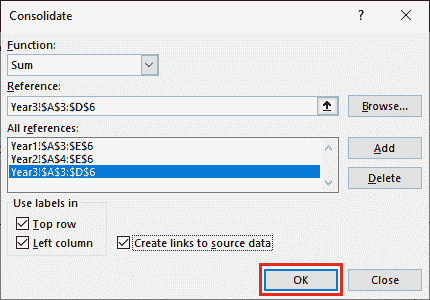 Consolidate ? ×
Function:
Sum
Reference:
Year3!$A$3:$D$6 Browse...
All references:
Year1!$A$3:$E$6 Add
Year2!$A$4:$E$6
Year3!$A$3:$D$6 Delete
Use labels in
Top row
Left column Create links to source data
OK Close